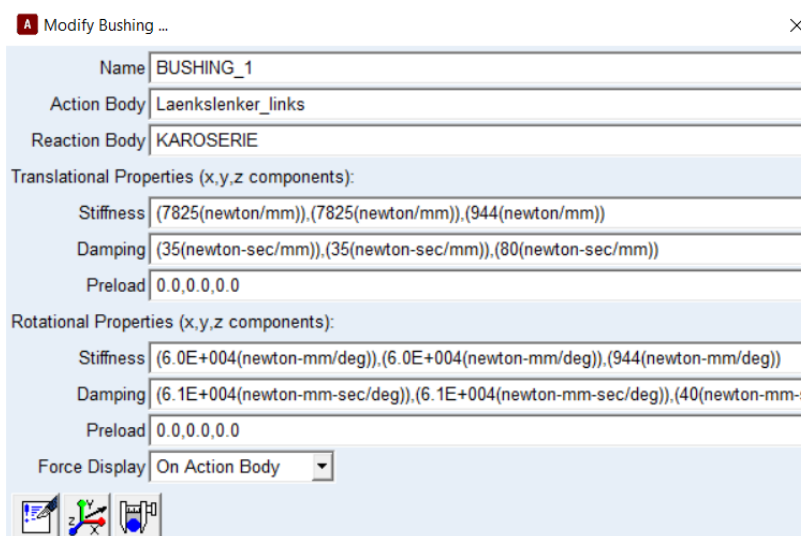 A Modify Bushing ...
Name BUSHING_1
Action Body Laenkslenker_links
Reaction Body KAROSERIE
Translational Properties (x,y,z components):
Stiffness (7825(newton/mm)),(7825(newton/mm)),(944(newton/mm))
Damping (35(newton-sec/mm)),(35(newton-sec/mm)),(80(newton-sec/mm))
Preload 0.0,0.0,0.0
Rotational Properties (x,y,z components):
Stiffness (6.0E+004(newton-mm/deg)),(6.0E+004(newton-mm/deg)),(944(newton-mm/deg))
Damping (6.1E+004(newton-mm-sec/deg)),(6.1E+004(newton-mm-sec/deg)),(40(newton-mm-
Preload 0.0,0.0,0.0
Force Display On Action Body
z x y